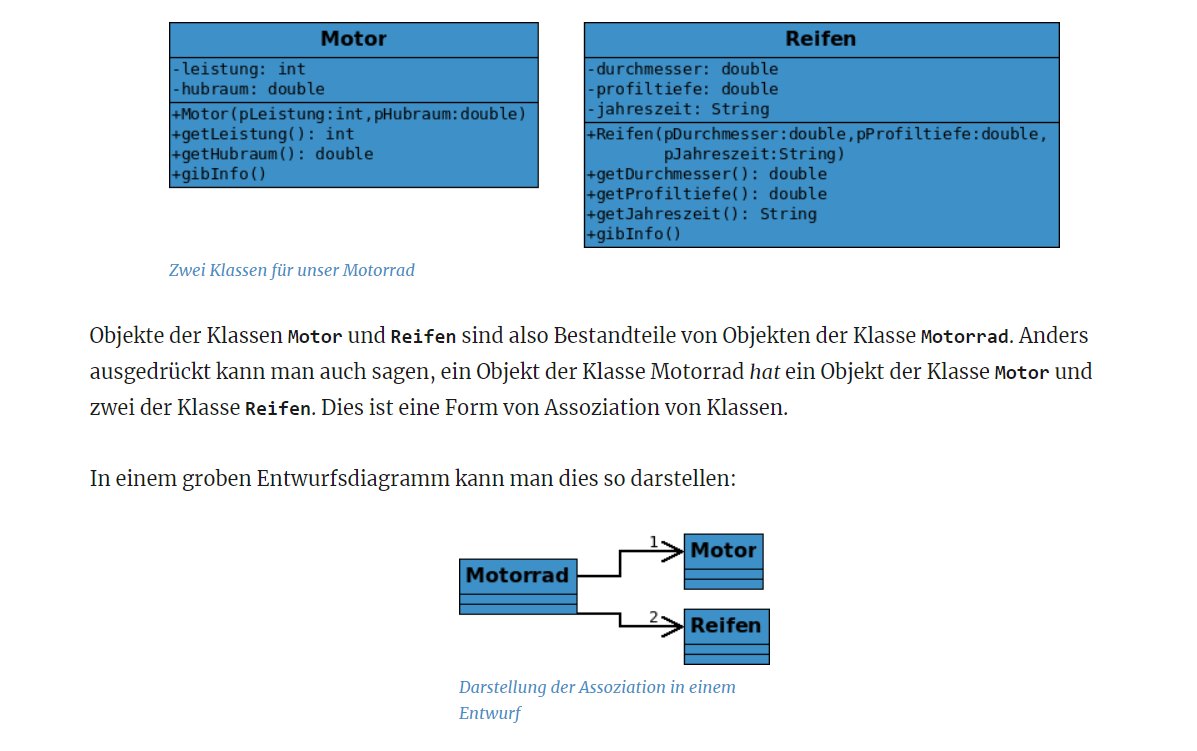 Motor
-leistung: int
-hubraum: double
+Motor(pLeistung:int,pHubraum:double)
+getLeistung(): int
+getHubraum(): double
+gibInfo()
Reifen
-durchmesser: double
-profiltiefe: double
-jahreszeit: String
+Reifen(pDurchmesser:double,pProfiltiefe:double,
pJahreszeit:String)
+getDurchmesser(): double
+getProfiltiefe(): double
+getJahreszeit(): String
+gibInfo()
Zwei Klassen für unser Motorrad
Objekte der Klassen Motor und Reifen sind also Bestandteile von Objekten der Klasse Motorrad. Anders
ausgedrückt kann man auch sagen, ein Objekt der Klasse Motorrad hat ein Objekt der Klasse Motor und
zwei der Klasse Reifen. Dies ist eine Form von Assoziation von Klassen.
In einem groben Entwurfsdiagramm kann man dies so darstellen:
Motorrad
1
Motor
2
Reifen
Darstellung der Assoziation in einem
Entwurf